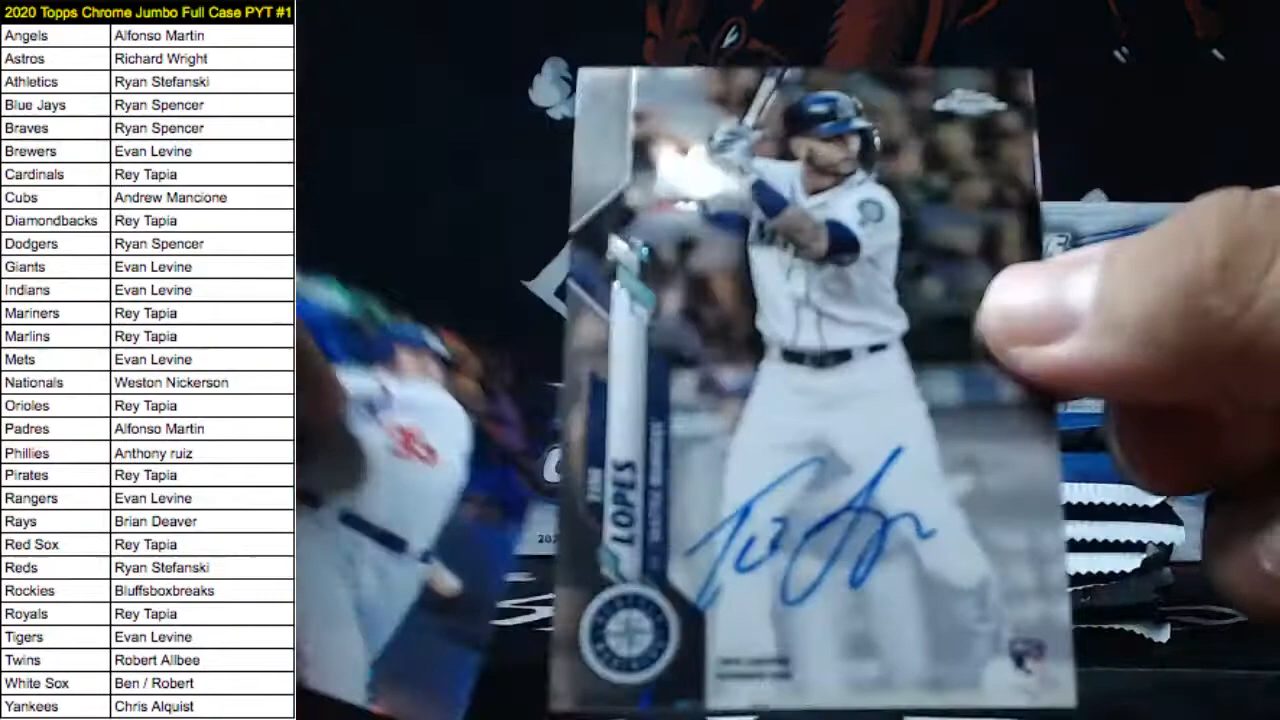 2020 Topps Chrome Jumbo Full Case PYT #1
Angels Alfonso Martin
Astros Richard Wright
Athletics Ryan Stefanski
Blue Jays Ryan Spencer
Braves Ryan Spencer
Brewers Evan Levine
Cardinals Rey Tapia
Cubs Andrew Mancione
Diamondbacks Rey Tapia
Dodgers Ryan Spencer
Giants Evan Levine
Indians Evan Levine
Mariners Rey Tapia
Marlins Rey Tapia
Mets Evan Levine
Nationals Weston Nickerson
Orioles Rey Tapia
Padres Alfonso Martin
Phillies Anthony ruiz
Pirates Rey Tapia
Rangers Evan Levine
Rays Brian Deaver
Red Sox Rey Tapia
Reds Ryan Stefanski
Rockies Bluffsboxbreaks
Royals Rey Tapia
Tigers Evan Levine
Twins Robert Allbee
White Sox Ben / Robert
Yankees Chris Alquist
TIM
LOPES
SEATTLE MARINERS
35